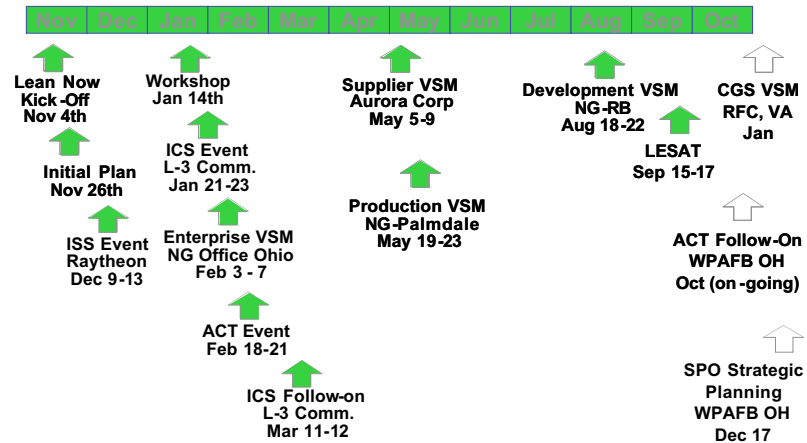 Nov Dec Jan Feb Mar Apr May Jun Jul Aug Sep Oct
Lean Now
Kick-Off
Nov 4th
Initial Plan
Nov 26th
ISS Event
Raytheon
Dec 9-13
Workshop
Jan 14th
ICS Event
L-3 Comm.
Jan 21-23
Enterprise VSM
NG Office Ohio
Feb 3 - 7
ACT Event
Feb 18-21
ICS Follow-on
L-3 Comm.
Mar 11-12
Supplier VSM
Aurora Corp
May 5-9
Production VSM
NG-Palmdale
May 19-23
Development VSM
NG-RB
Aug 18-22
LESAT
Sep 15-17
CGS VSM
RFC, VA
Jan
ACT Follow-On
WPAFB OH
Oct (on-going)
SPO Strategic
Planning
WPAFB OH
Dec 17